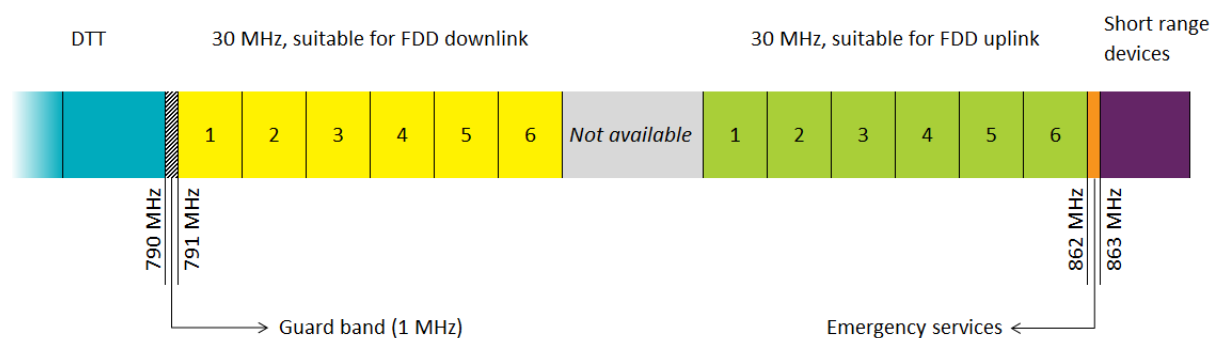 DTT
30 MHz, suitable for FDD downlink
30 MHz, suitable for FDD uplink
Short range
devices
1
2
3
4
5
6
Not available
1
2
3
4
5
6
790 MHz
791 MHz
862 MHz
863 MHz
Guard band (1 MHz)
Emergency services